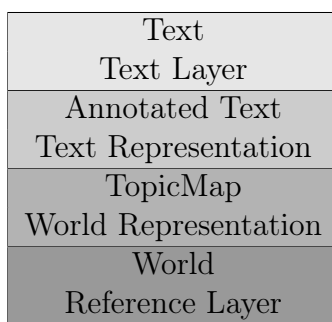 Text
Text Layer
Annotated Text
Text Representation
TopicMap
World Representation
World
Reference Layer